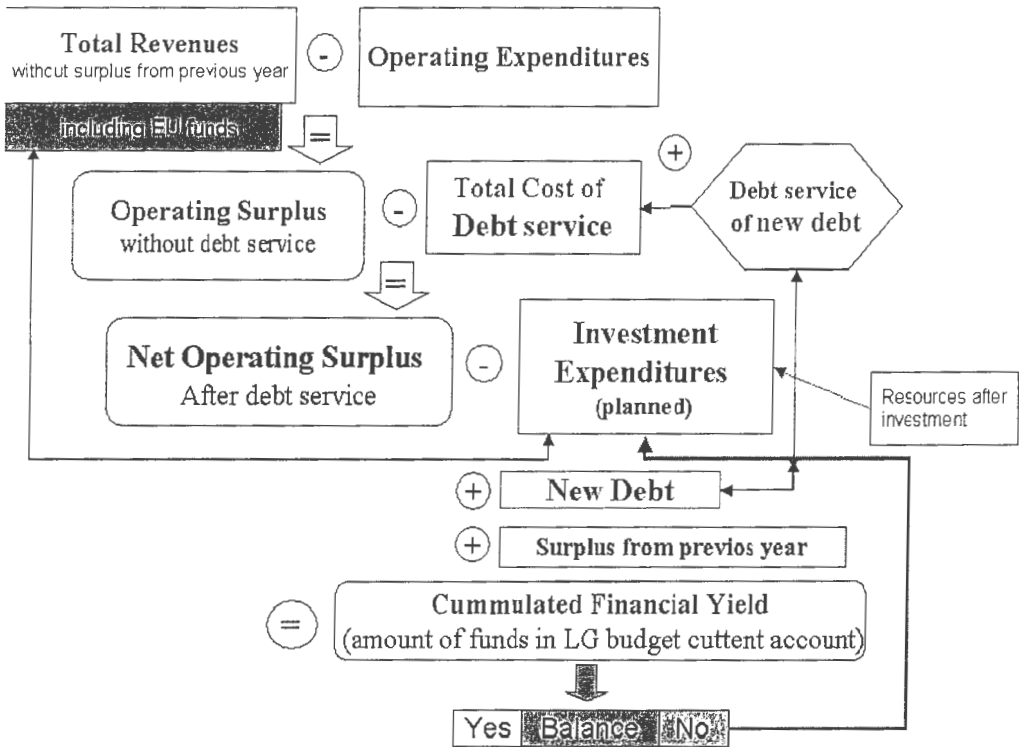 Total Revenues
withcut surplus from previous year
-
Operating Expenditures
including EU funds
=
+
Operating Surplus
without debt service
-
Total Cost of
Debt service
Debt service
of new debt
=
Net Operating Surplus
After debt service
-
Investment
Expenditures
(planned)
Resources after
investment
+
New Debt
+
Surplus from previos year
=
Cummulated Financial Yield
(amount of funds in LG budget cuttent account)
Yes Balance No